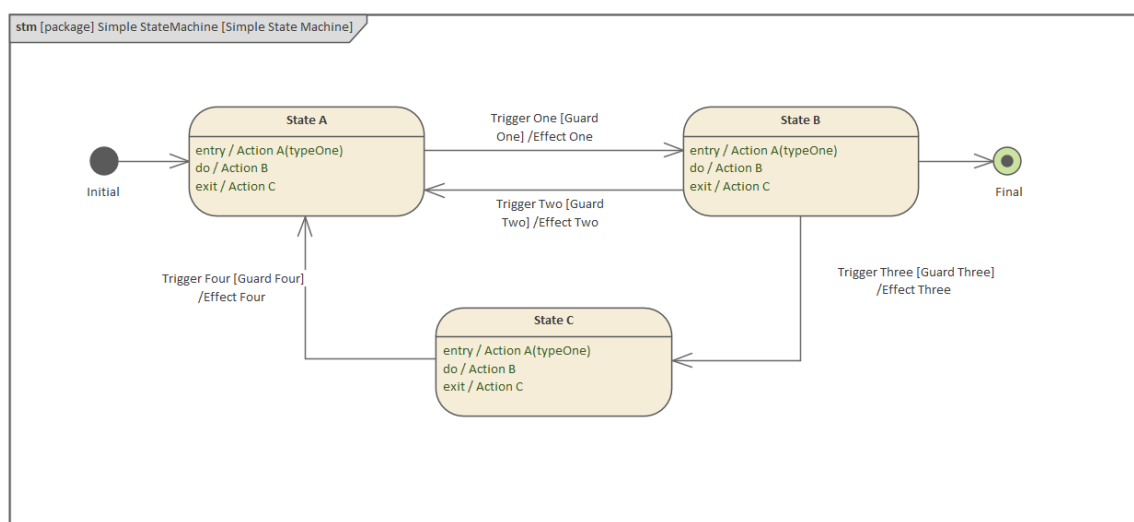 stm [package] Simple StateMachine [Simple State Machine]
State A
entry / Action A(typeOne)
do / Action B
exit / Action C
Trigger One [Guard
One] /Effect One
State B
entry / Action A(typeOne)
do / Action B
exit / Action C
Initial
Trigger Two [Guard
Two] /Effect Two
Final
Trigger Four [Guard Four]
/Effect Four
Trigger Three [Guard Three]
/Effect Three
State C
entry / Action A(typeOne)
do / Action B
exit / Action C